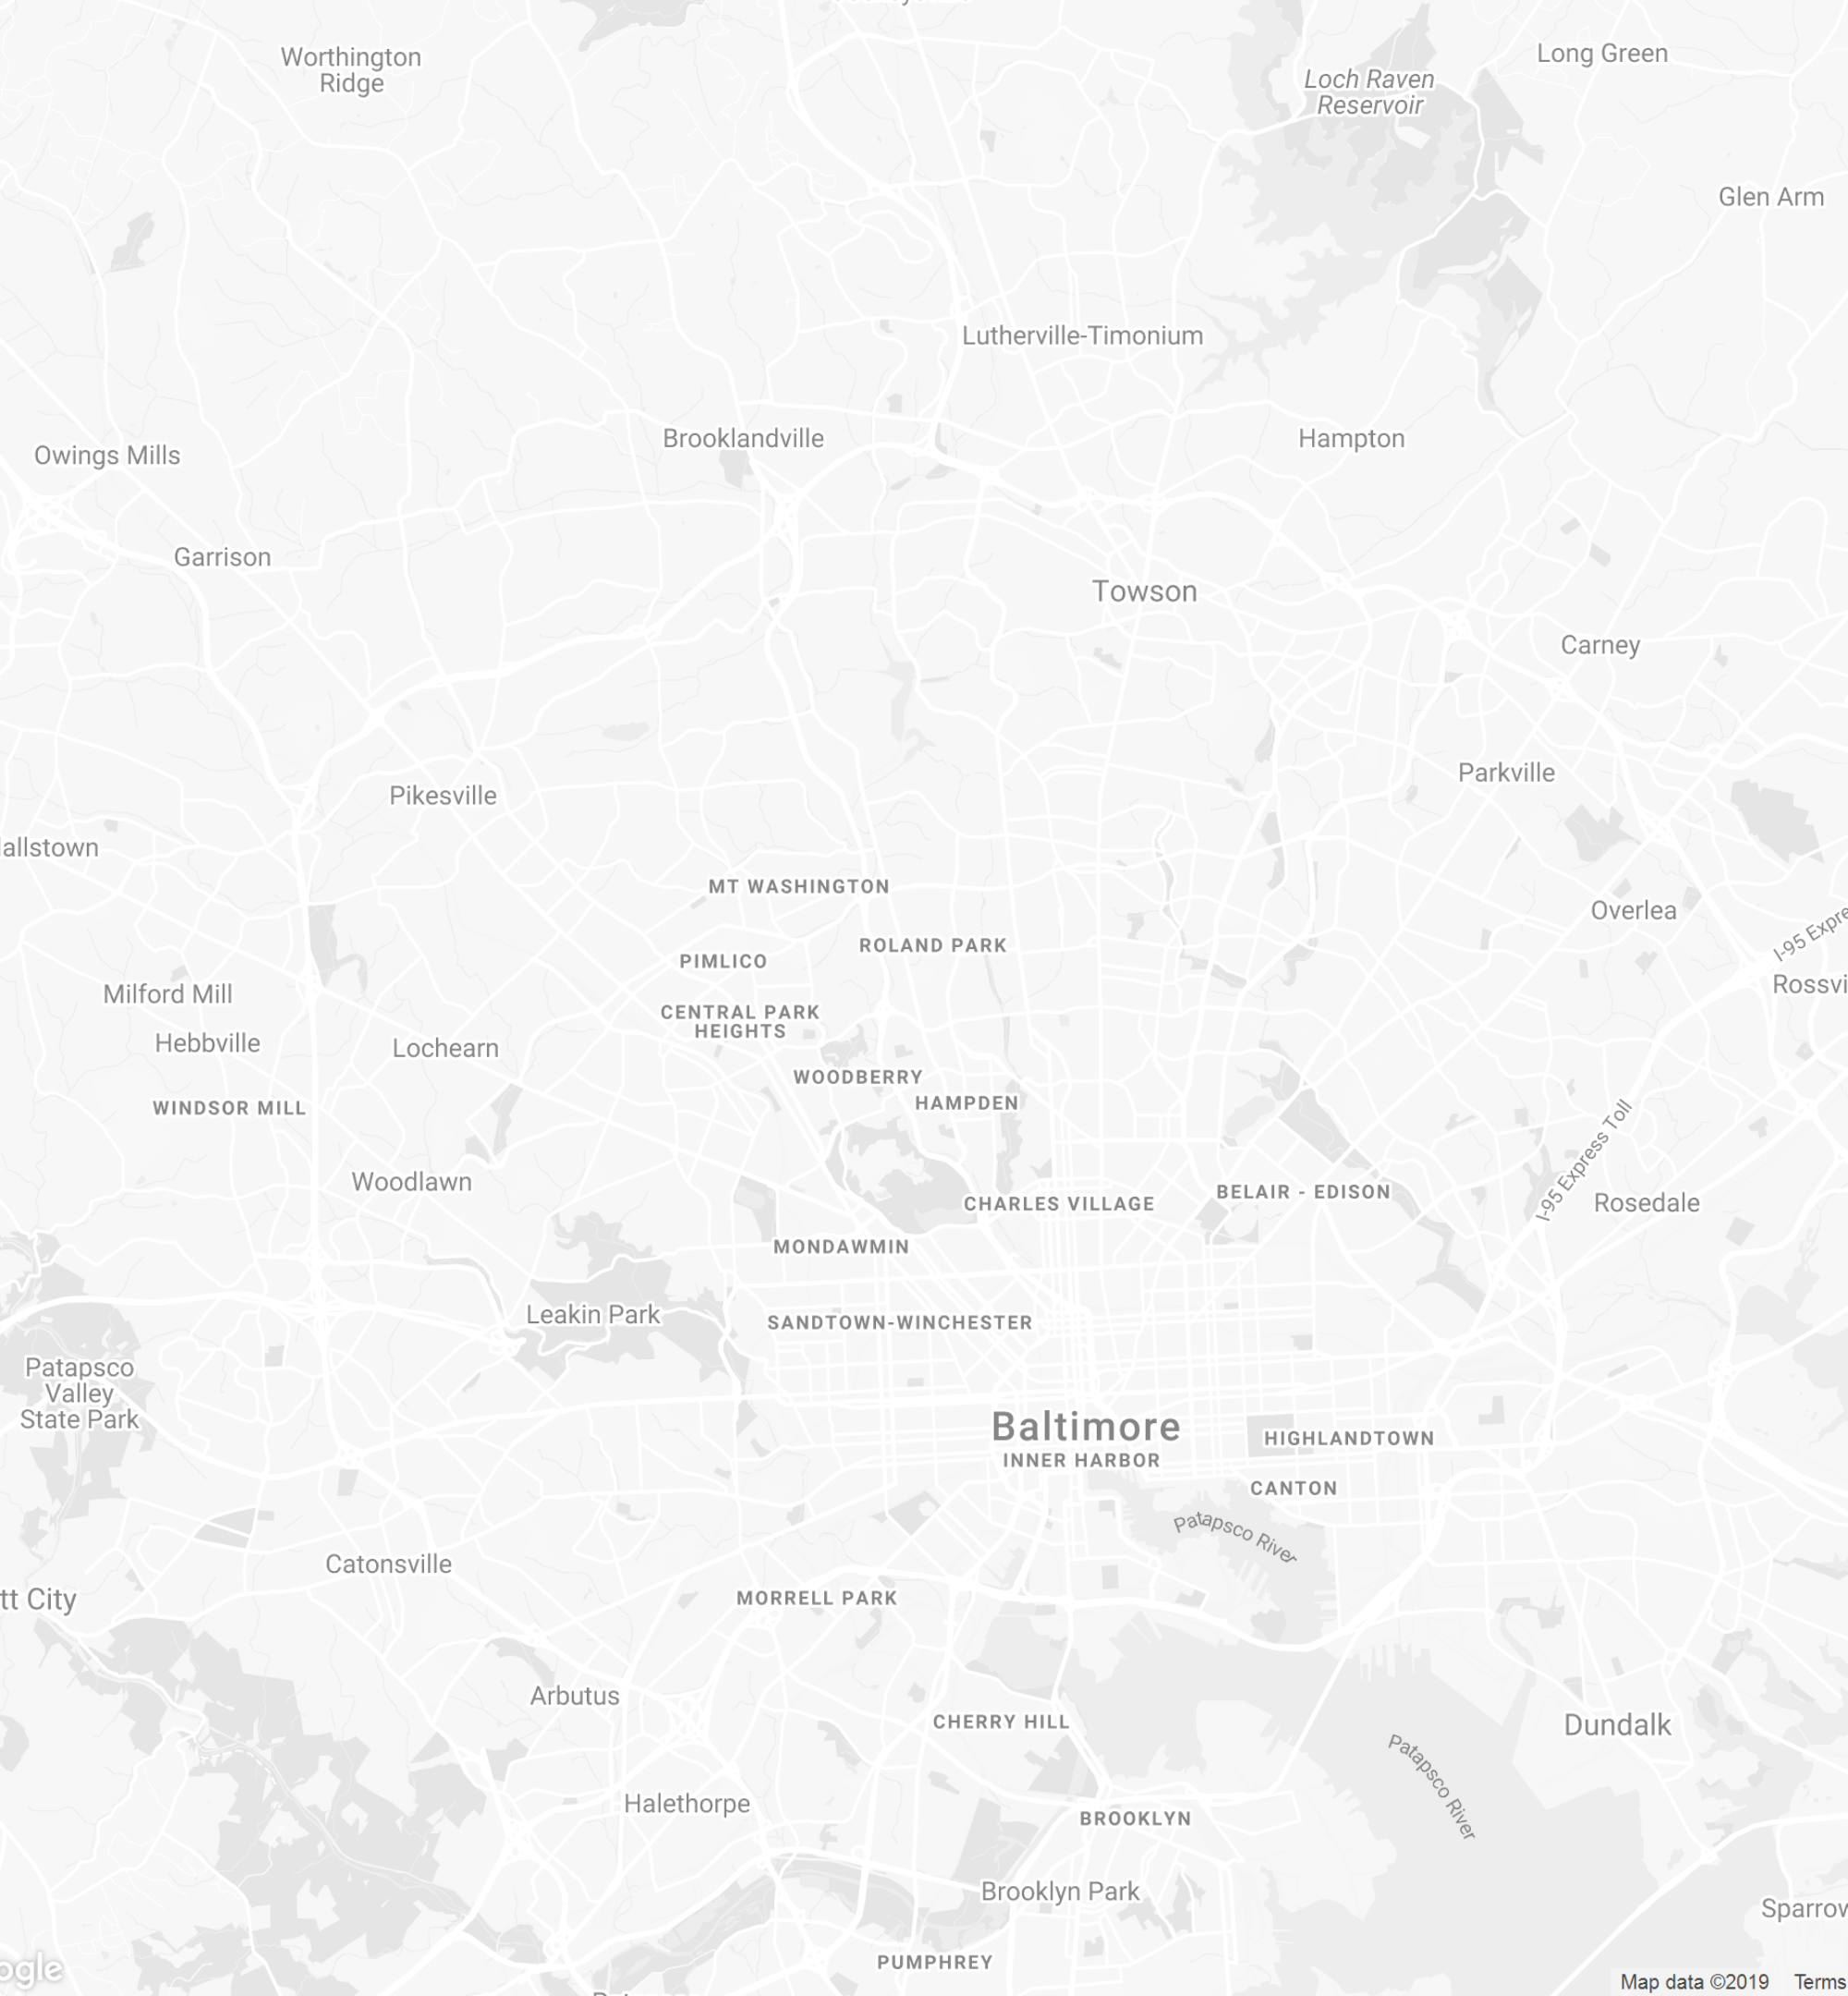 Worthington
Ridge
Long Green
Loch Raven
Reservoir
Glen Arm
Lutherville-Timonium
Brooklandville
Hampton
Owings Mills
Garrison
Towson
Carney
Parkville
Pikesville
allstown
MT WASHINGTON
Overlea
I-95 Expre
ROLAND PARK
PIMLICO
Rossvi
Milford Mill
CENTRAL PARK
HEIGHTS
Hebbville
Lochearn
WOODBERRY
HAMPDEN
WINDSOR MILL
I-95 Express Toll
Woodlawn
BELAIR - EDISON
CHARLES VILLAGE
Rosedale
MONDAWMIN
Leakin Park
SANDTOWN-WINCHESTER
Patapsco
Valley
State Park
Baltimore
HIGHLANDTOWN
INNER HARBOR
CANTON
Patapsco River
Catonsville
tt City
MORRELL PARK
Arbutus
CHERRY HILL
Dundalk
Patapsco River
Halethorpe
BROOKLYN
Brooklyn Park
Sparrow
PUMPHREY
ogle
Map data ©2019 Terms